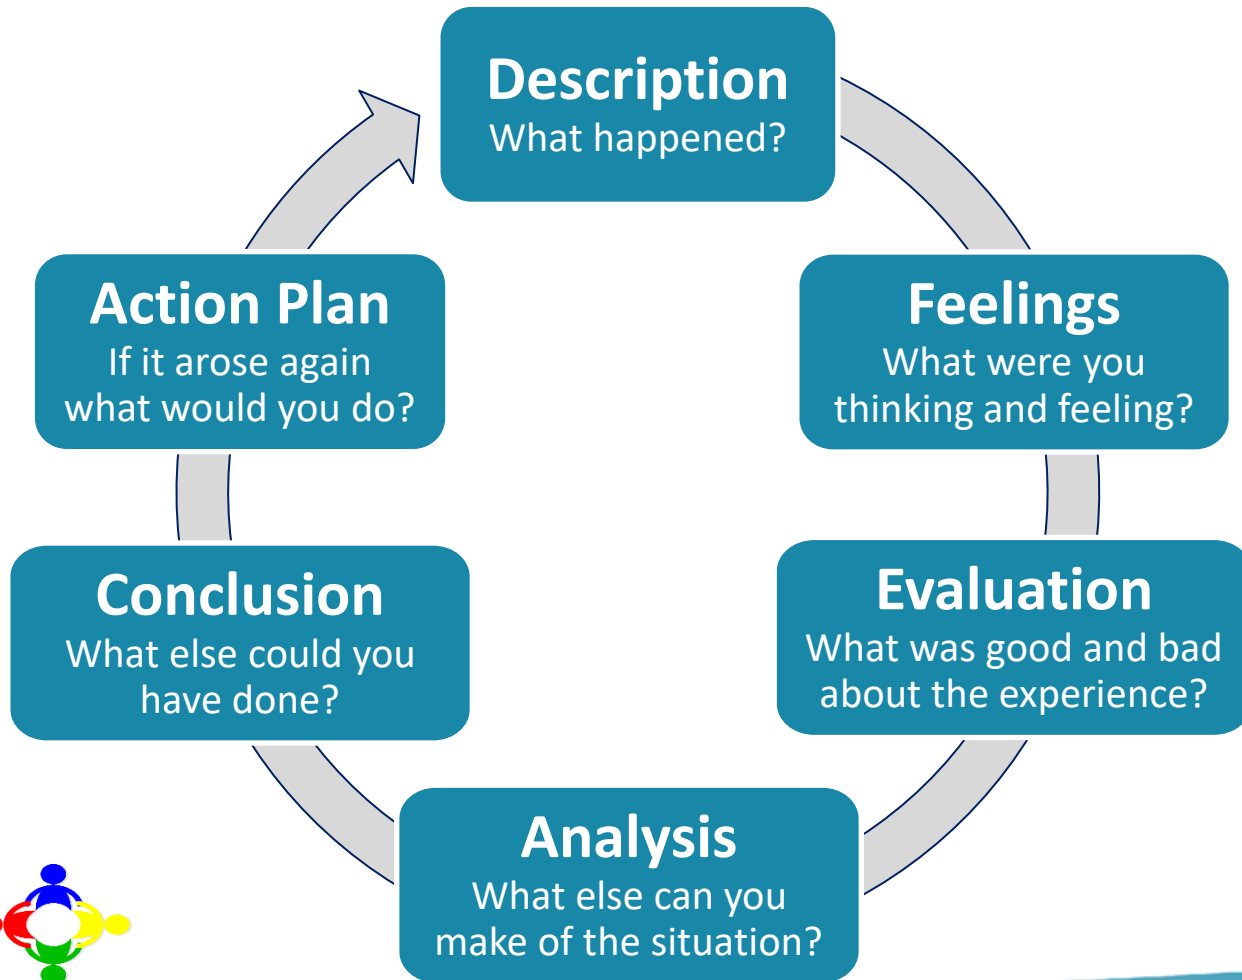 Description
What happened?
Feelings
What were you
thinking and feeling?
Evaluation
What was good and bad
about the experience?
Analysis
What else can you
make of the situation?
Conclusion
What else could you
have done?
Action Plan
If it arose again
what would you do?